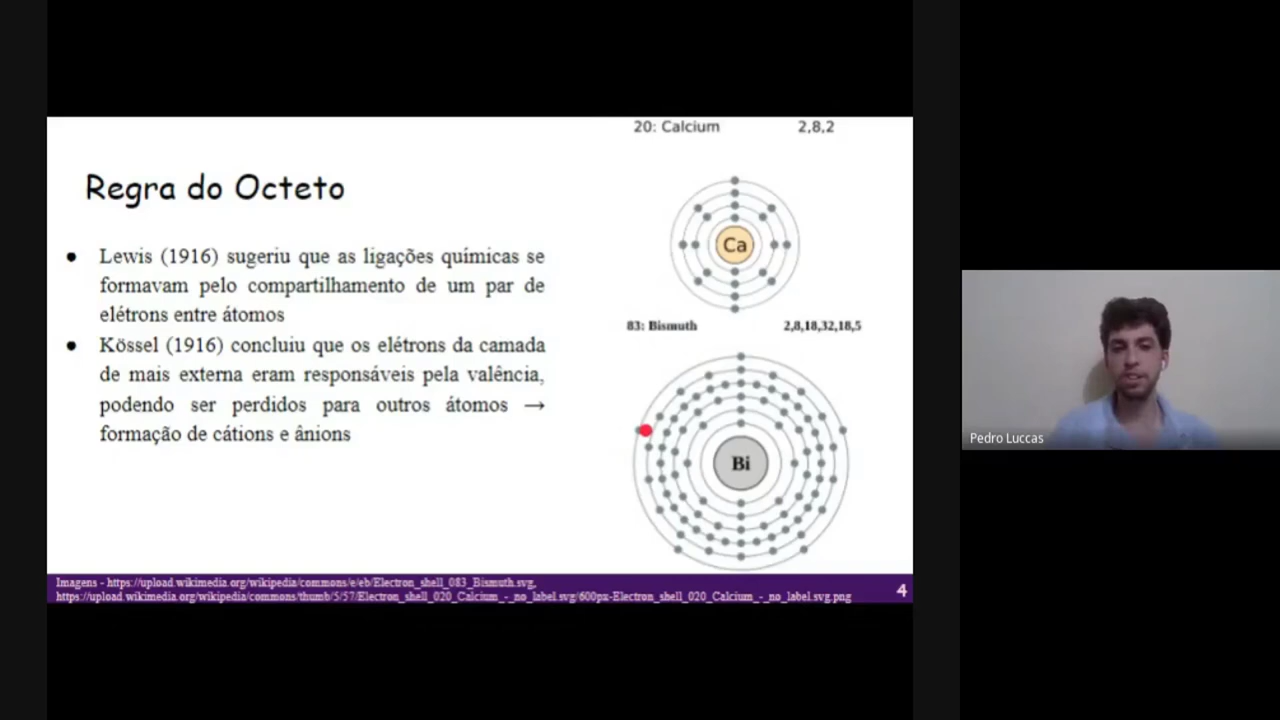 20: Calcium 2,8,2
Regra do Octeto
Ca
● Lewis (1916) sugeriu que as ligações químicas se
formavam pelo compartilhamento de um par de
elétrons entre átomos
● Kössel (1916) concluiu que os elétrons da camada
de mais externa eram responsáveis pela valência,
podendo ser perdidos para outros átomos →
formação de cátions e ânions
83: Bismuth 2,8,18,32,18,5
Bi
Pedro Luccas
Imagens - https://upload.wikimedia.org/wikipedia/commons/e/eb/Electron_shell_083_Bismuth.svg,
https://upload.wikimedia.org/wikipedia/commons/thumb/5/57/Electron_shell_020_Calcium_-_no_label.svg/600px-Electron_shell_020_Calcium_-_no_label.svg.png
4